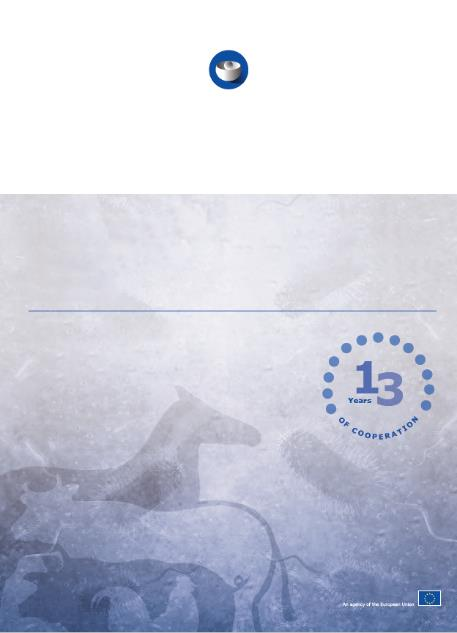 13
Years
OF COOPERATION
An agency of the European Union